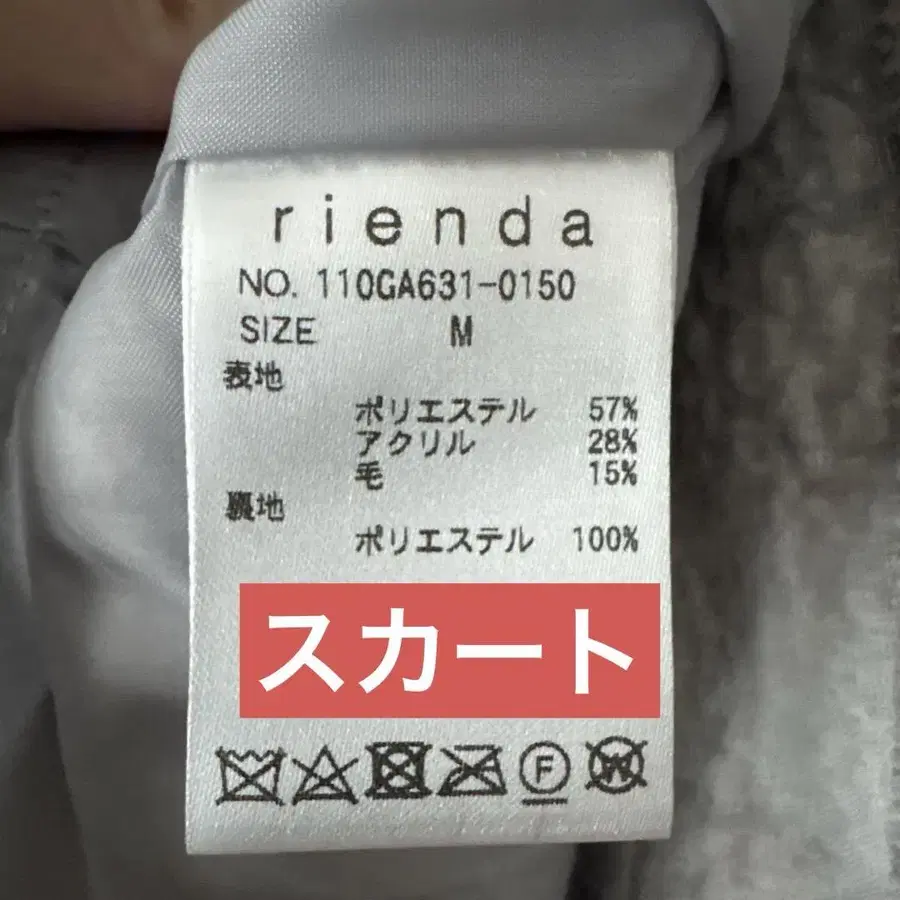 rienda
NO. 110GA631-0150
SIZE M
表地
ポリエステル 57%
アクリル 28%
毛 15%
裏地
ポリエステル 100%
スカート
F W